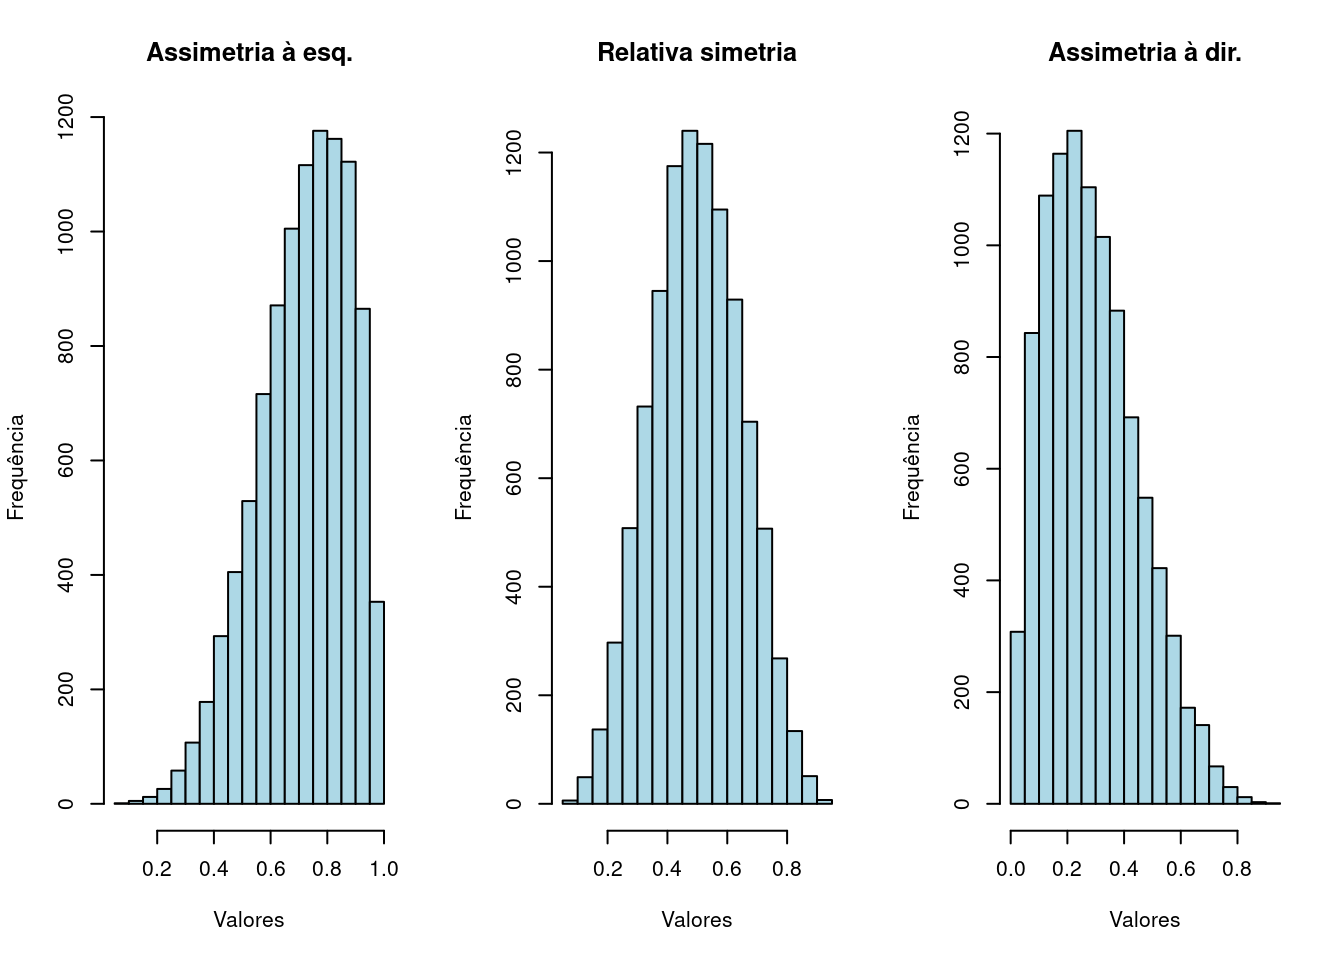 Assimetria à esq.
Frequência
1200
1000
800
600
400
200
0
0.2 0.4 0.6 0.8 1.0
Valores
Relativa simetria
Frequência
1200
1000
800
600
400
200
0
0.2 0.4 0.6 0.8
Valores
Assimetria à dir.
Frequência
1200
1000
800
600
400
200
0
0.0 0.2 0.4 0.6 0.8
Valores